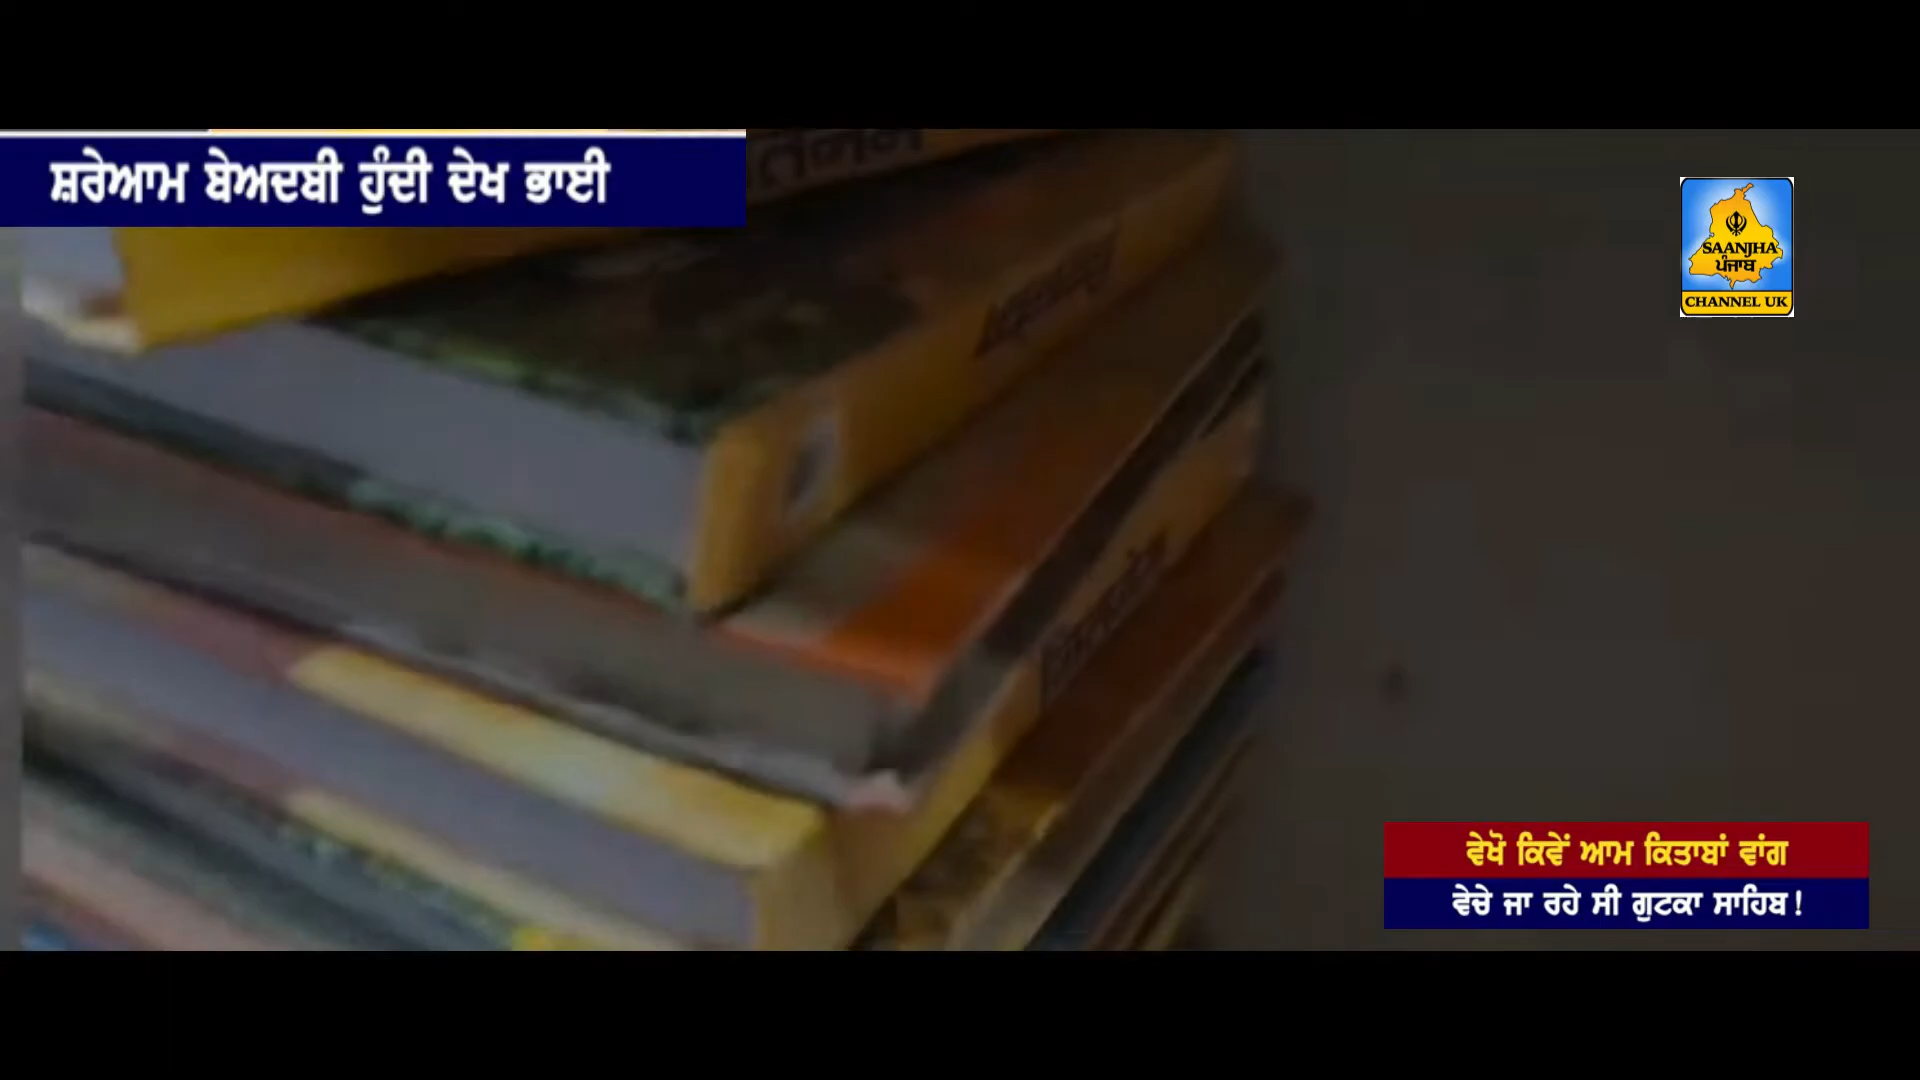 ਸ਼ਰੇਆਮ ਬੇਅਦਬੀ ਹੁੰਦੀ ਦੇਖ ਭਾਈ
SAANJHA
ਪੰਜਾਬ
CHANNEL UK
ਵੇਖੋ ਕਿਵੇਂ ਆਮ ਕਿਤਾਬਾਂ ਵਾਂਗ
ਵੇਚੇ ਜਾ ਰਹੇ ਸੀ ਗੁਟਕਾ ਸਾਹਿਬ!